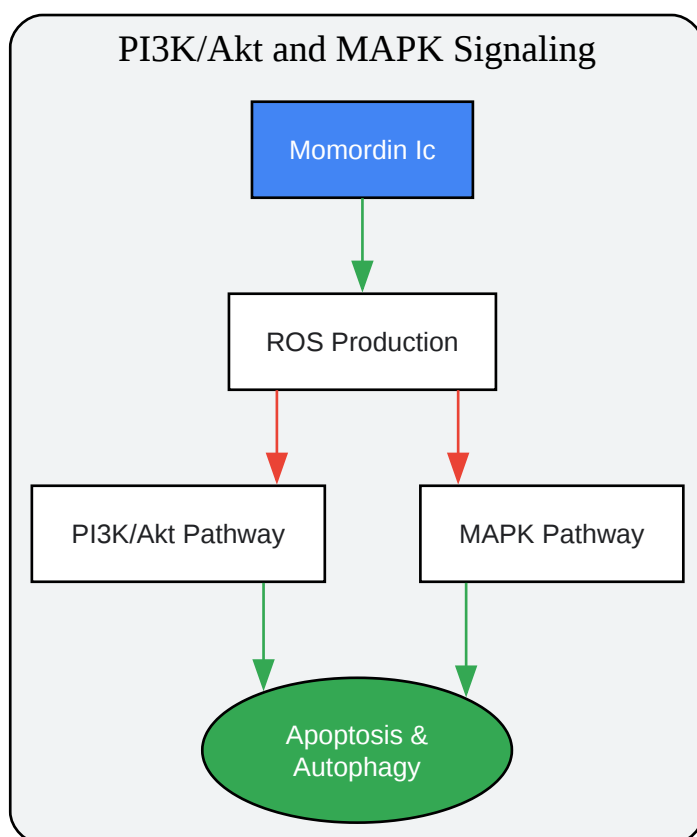 PI3K/Akt and MAPK Signaling
Momordin Ic
ROS Production
PI3K/Akt Pathway
MAPK Pathway
Apoptosis &
Autophagy